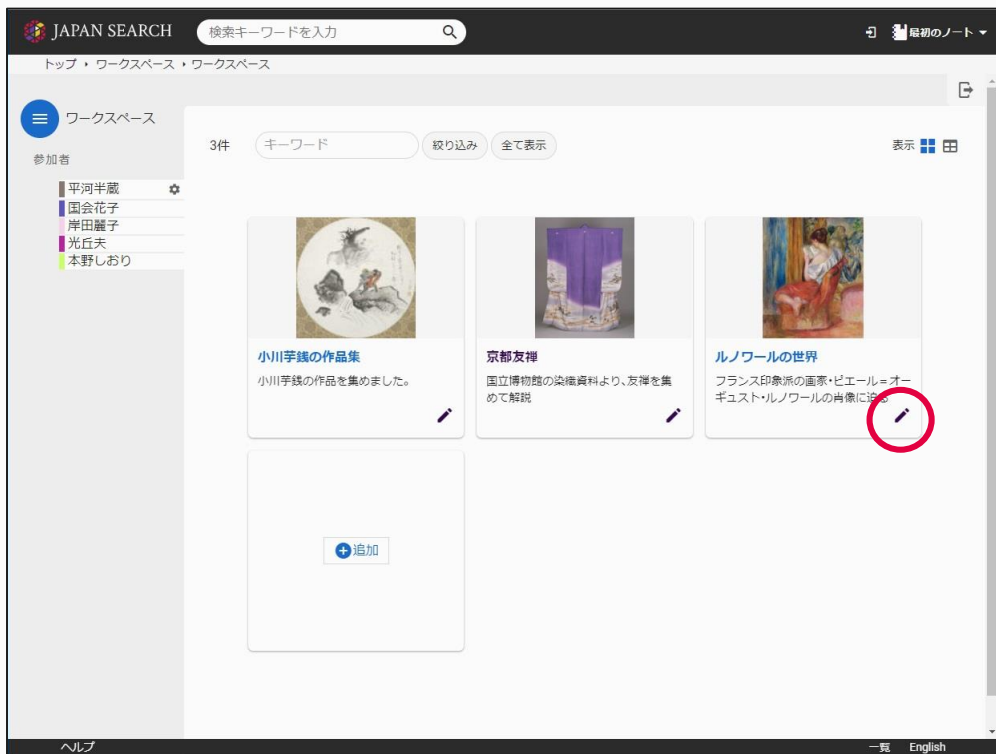 JAPAN SEARCH
検索キーワードを入力
最初のノート
トップ › ワークスペース › ワークスペース
ワークスペース
参加者
平河半蔵
国会花子
岸田麗子
光丘夫
本野しおり
3件
キーワード
絞り込み
全て表示
表示
小川芋銭の作品集
小川芋銭の作品を集めました。
京都友禅
国立博物館の染織資料より、友禅を集
めて解説
ルノワールの世界
フランス印象派の画家・ピエール=オー
ギュスト・ルノワールの肖像に迫る
追加
ヘルプ
一覧
English